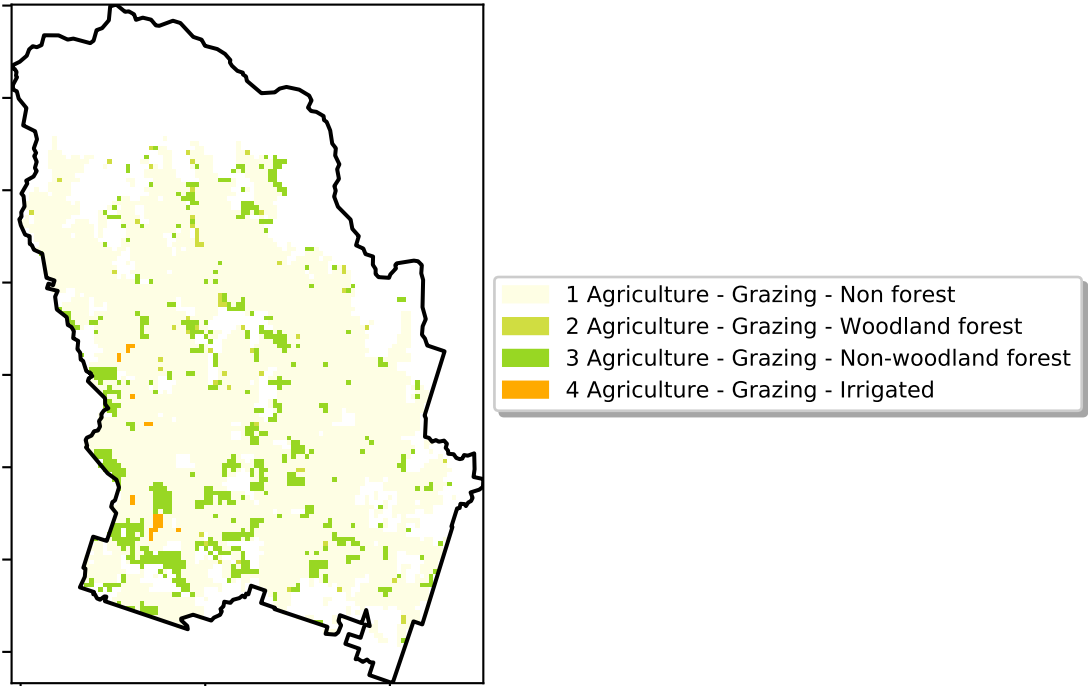 1 Agriculture - Grazing - Non forest
2 Agriculture - Grazing - Woodland forest
3 Agriculture - Grazing - Non-woodland forest
4 Agriculture - Grazing - Irrigated